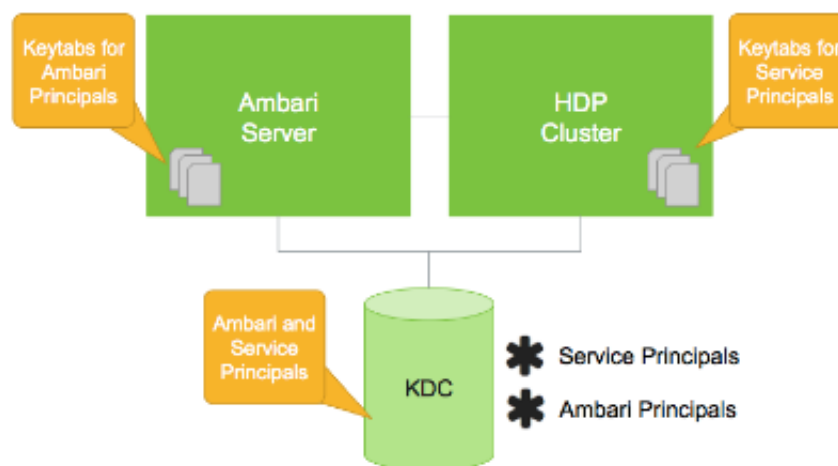 Keytabs for
Ambari
Principals
Ambari
Server
HDP
Cluster
Keytabs for
Service
Principals
Ambari and
Service
Principals
KDC
Service Principals
Ambari Principals